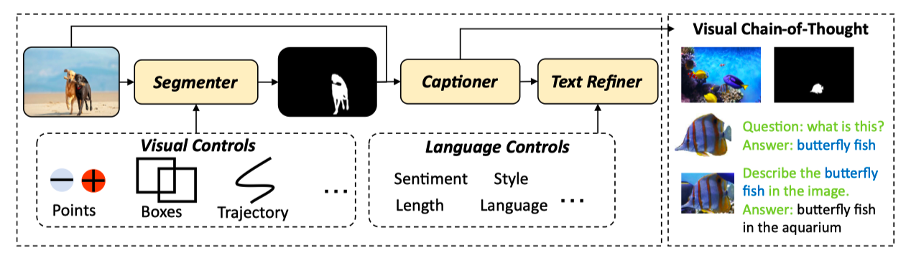 Segmenter
Captioner
Text Refiner
Visual Controls
Points
Boxes
Trajectory
...
Language Controls
Sentiment Style
Length Language ...
Visual Chain-of-Thought
Question: what is this?
Answer: butterfly fish
Describe the butterfly
fish in the image.
Answer: butterfly fish
in the aquarium